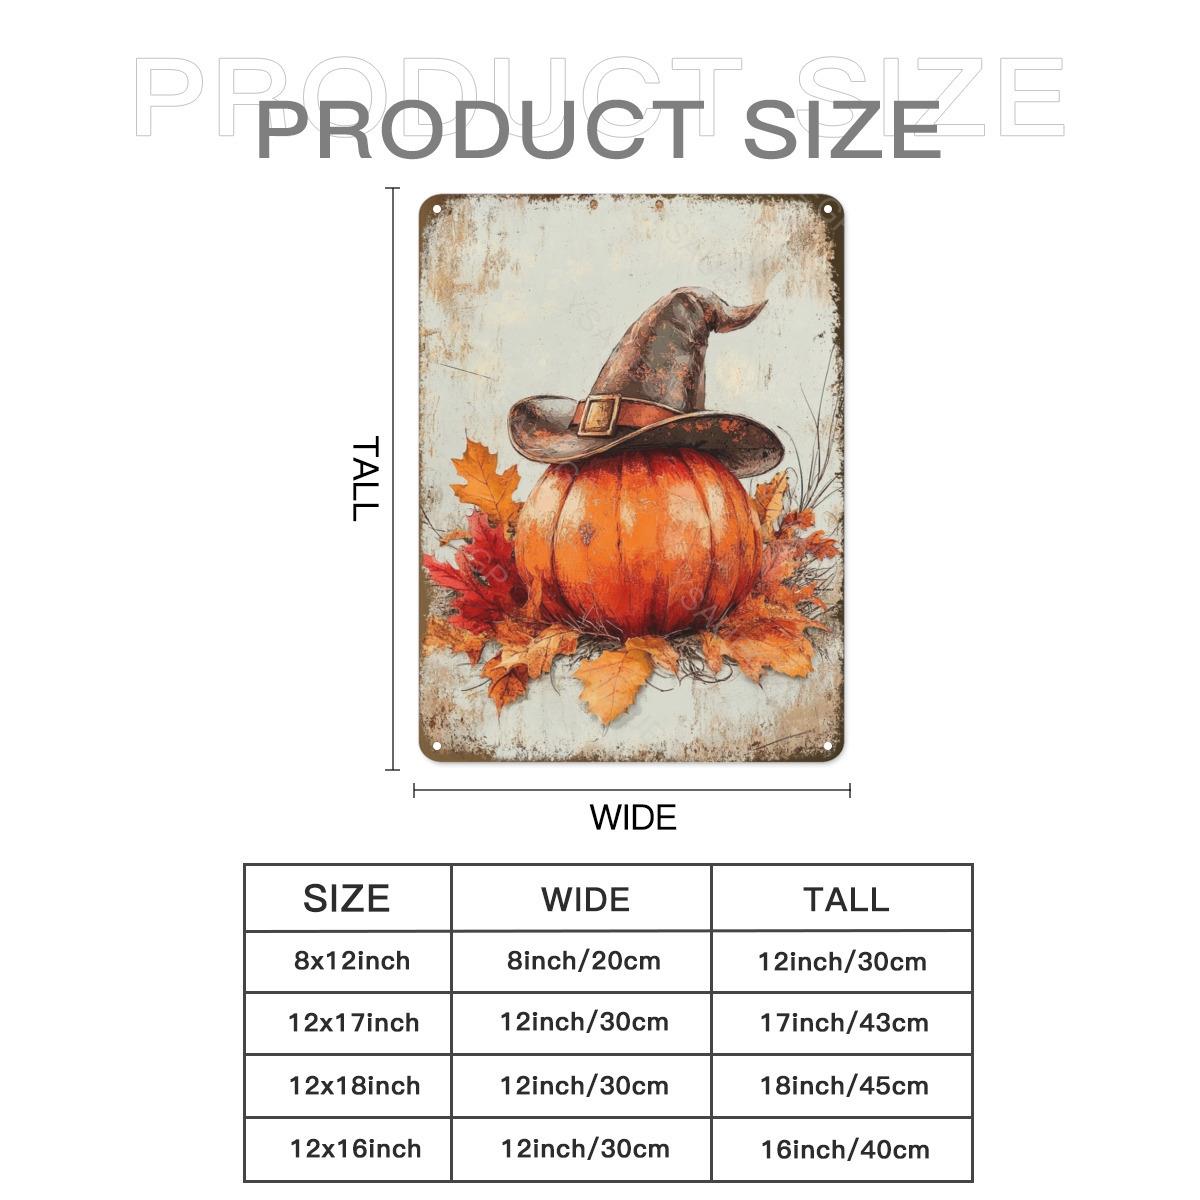 PRODUCT SIZE
PRODUCT SIZE
TALL
WIDE
SIZE WIDE TALL
8x12inch 8inch/20cm 12inch/30cm
12x17inch 12inch/30cm 17inch/43cm
12x18inch 12inch/30cm 18inch/45cm
12x16inch 12inch/30cm 16inch/40cm